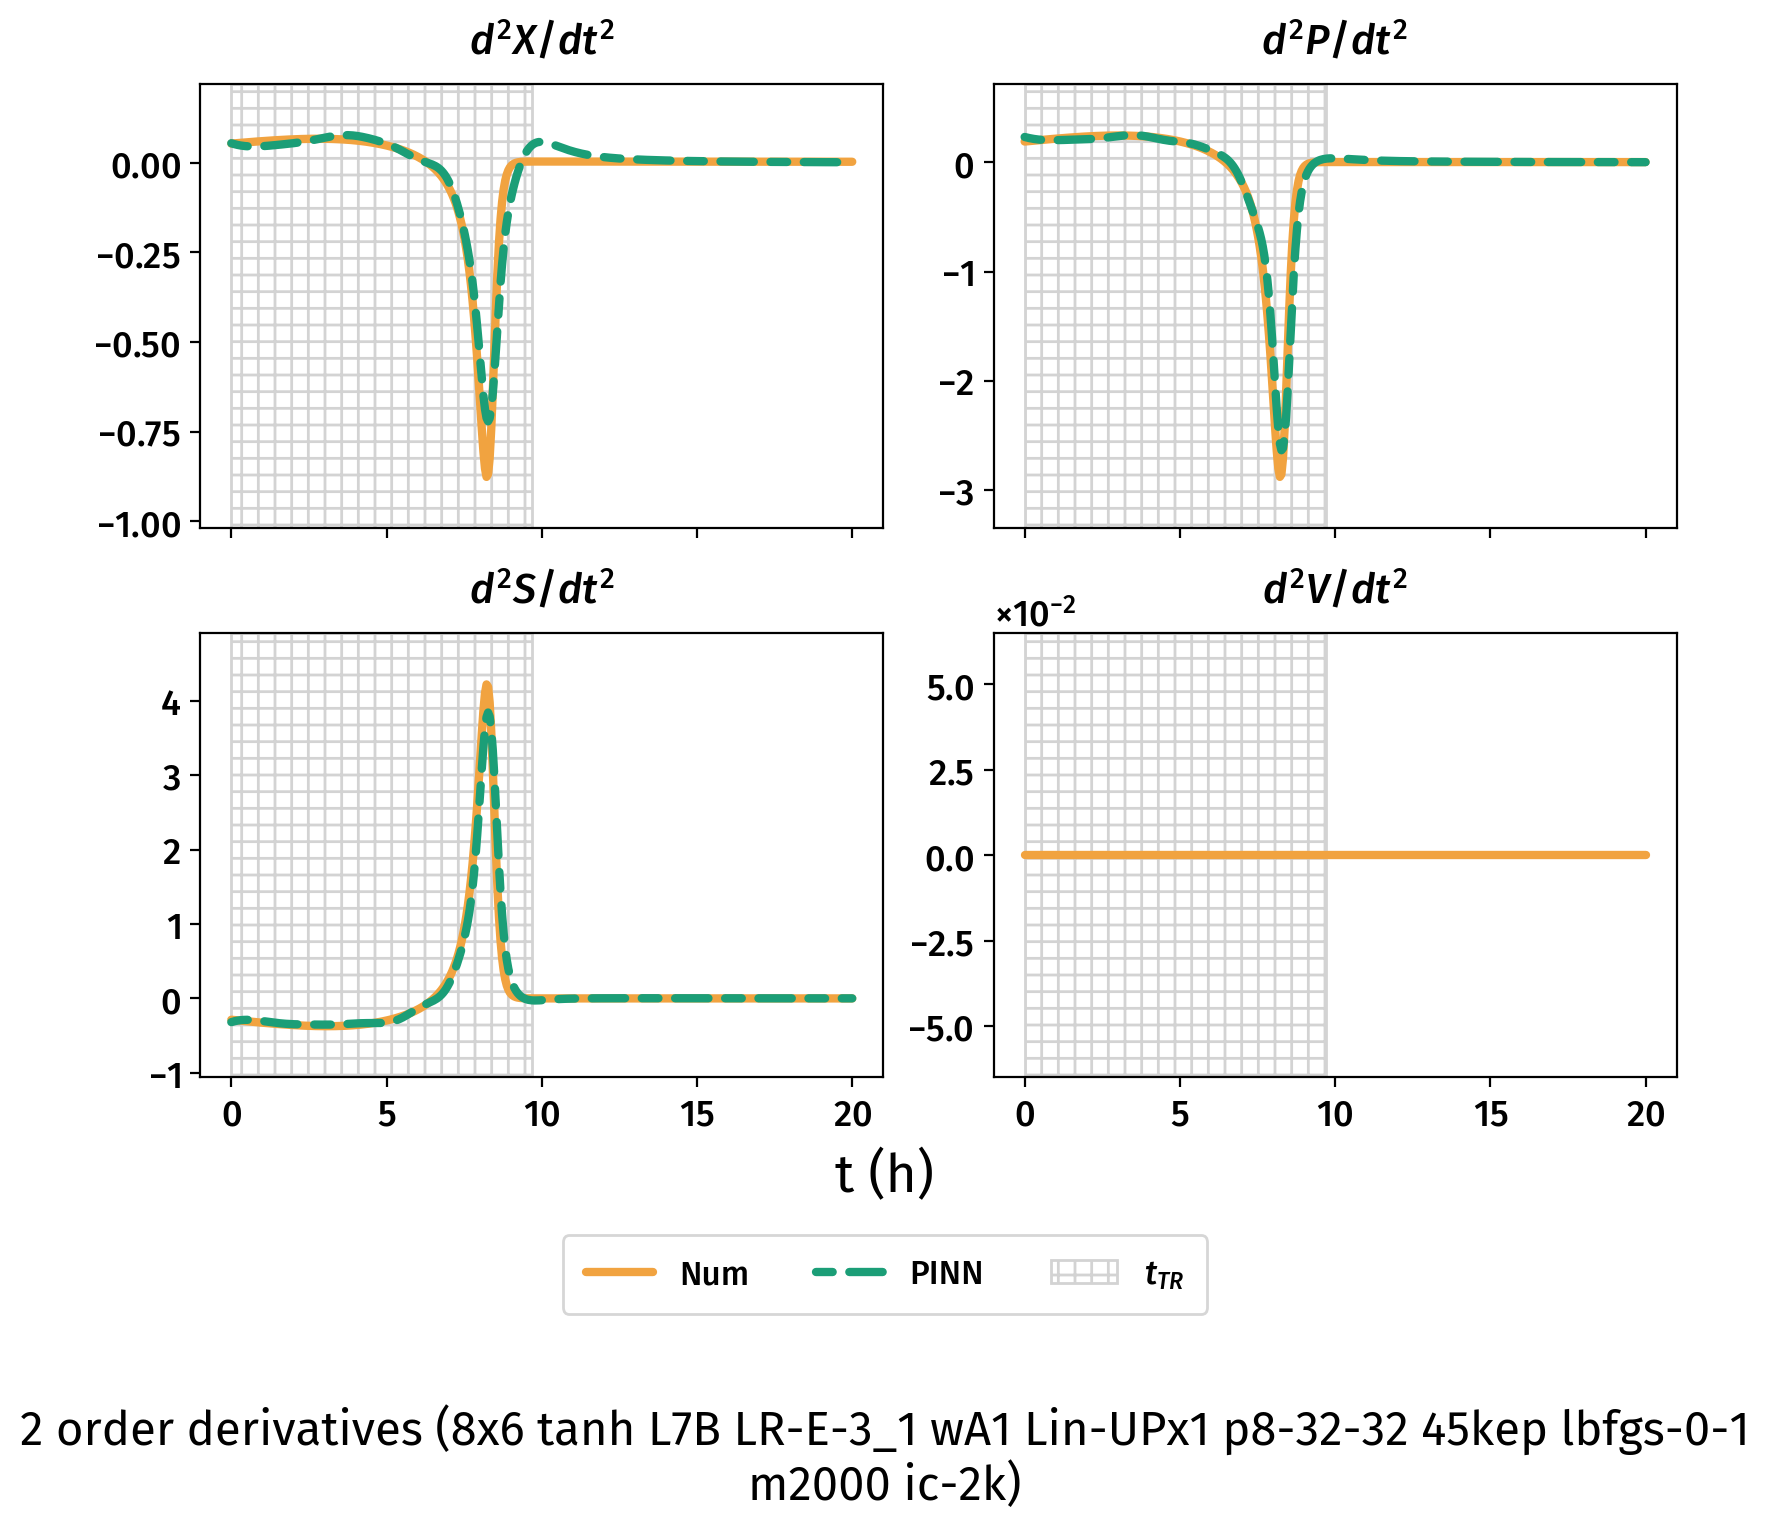 d²X/dt²
d²P/dt²
0.00
−0.25
−0.50
−0.75
−1.00
0
−1
−2
−3
d²S/dt²
d²V/dt²
×10⁻²
4
3
2
1
0
−1
5.0
2.5
0.0
−2.5
−5.0
0 5 10 15 20
0 5 10 15 20
t (h)
Num PINN t_TR
2 order derivatives (8x6 tanh L7B LR-E-3_1 wA1 Lin-UPx1 p8-32-32 45kep lbfgs-0-1
m2000 ic-2k)